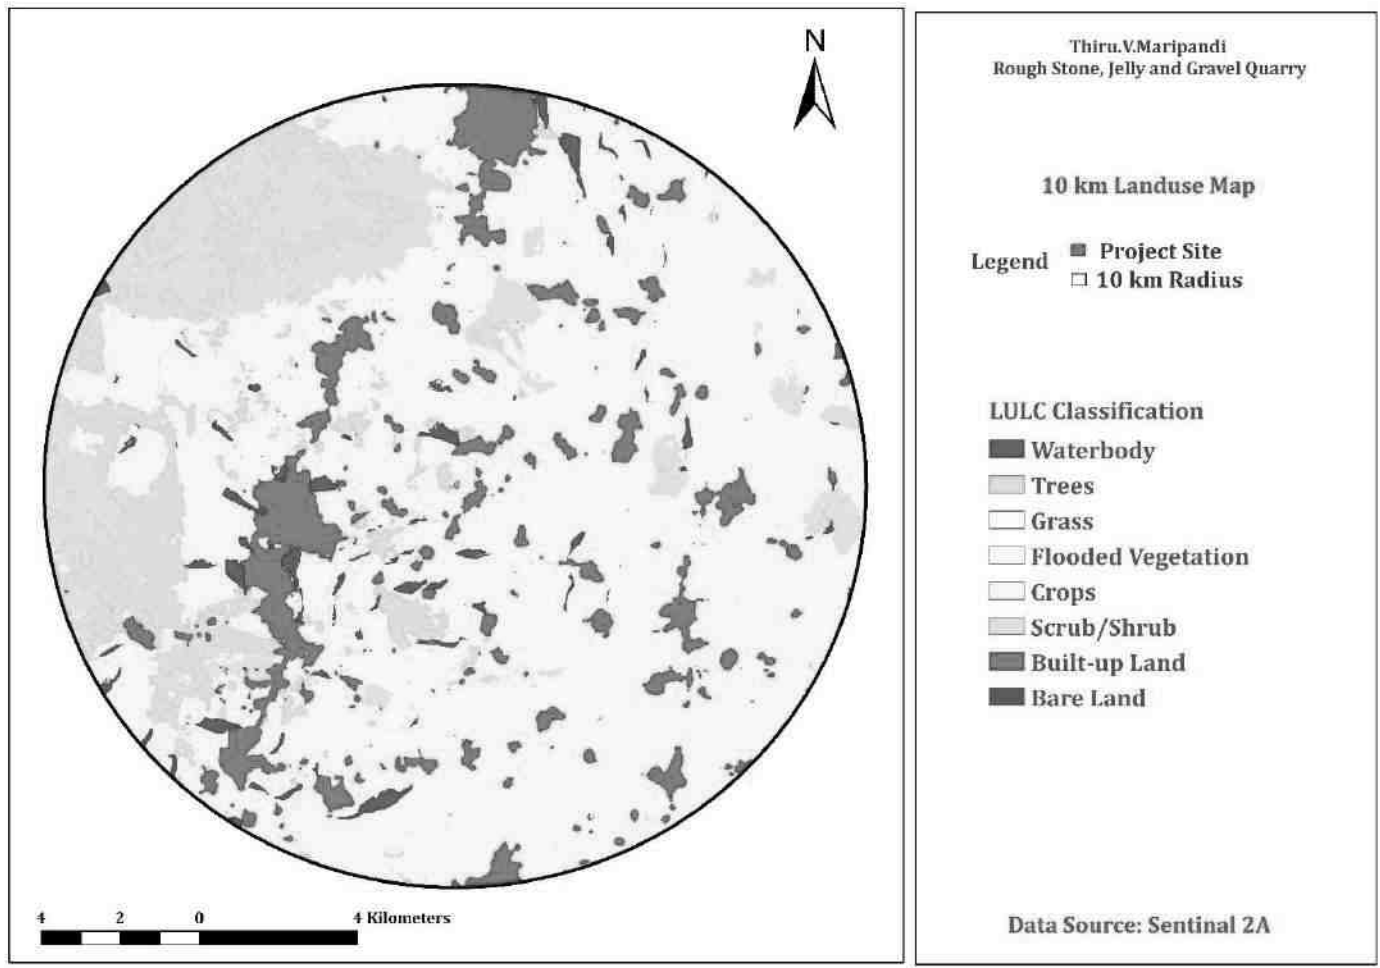 N
4 2 0 4 Kilometers
Thiru.V.Maripandi
Rough Stone, Jelly and Gravel Quarry
10 km Landuse Map
Legend
Project Site
10 km Radius
LULC Classification
Waterbody
Trees
Grass
Flooded Vegetation
Crops
Scrub/Shrub
Built-up Land
Bare Land
Data Source: Sentinal 2A